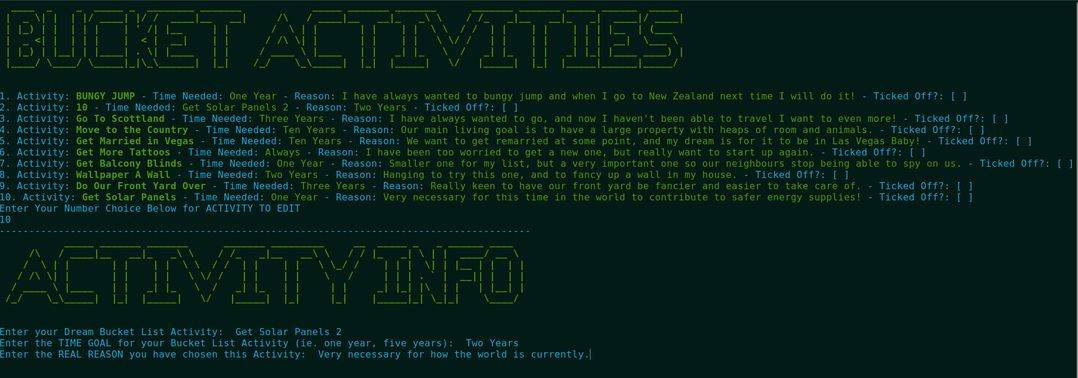 BUCKET ACTIVITIES
1. Activity: BUNGY JUMP - Time Needed: One Year - Reason: I have always wanted to bungy jump and when I go to New Zealand next time I will do it! - Ticked Off?: [ ]
2. Activity: 10 - Time Needed: Get Solar Panels 2 - Reason: Two Years - Ticked Off?: [ ]
3. Activity: Go To Scottland - Time Needed: Three Years - Reason: I have always wanted to go, and now I haven't been able to travel I want to even more! - Ticked Off?: [ ]
4. Activity: Move to the Country - Time Needed: Ten Years - Reason: Our main living goal is to have a large property with heaps of room and animals. - Ticked Off?: [ ]
5. Activity: Get Married in Vegas - Time Needed: Ten Years - Reason: We want to get remarried at some point, and my dream is for it to be in Las Vegas Baby! - Ticked Off?: [ ]
6. Activity: Get More Tattoos - Time Needed: Always - Reason: I have been too worried to get a new one, but really want to start up again. - Ticked Off?: [ ]
7. Activity: Get Balcony Blinds - Time Needed: One Year - Reason: Smaller one for my list, but a very important one so our neighbours stop being able to spy on us. - Ticked Off?: [ ]
8. Activity: Wallpaper A Wall - Time Needed: Two Years - Reason: Hanging to try this one, and to fancy up a wall in my house. - Ticked Off?: [ ]
9. Activity: Do Our Front Yard Over - Time Needed: Three Years - Reason: Really keen to have our front yard be fancier and easier to take care of. - Ticked Off?: [ ]
10. Activity: Get Solar Panels - Time Needed: One Year - Reason: Very necessary for this time in the world to contribute to safer energy supplies! - Ticked Off?: [ ]
Enter Your Number Choice Below for ACTIVITY TO EDIT
10
ACTIVITY INFO
Enter your Dream Bucket List Activity: Get Solar Panels 2
Enter the TIME GOAL for your Bucket List Activity (ie. one year, five years): Two Years
Enter the REAL REASON you have chosen this Activity: Very necessary for how the world is currently.